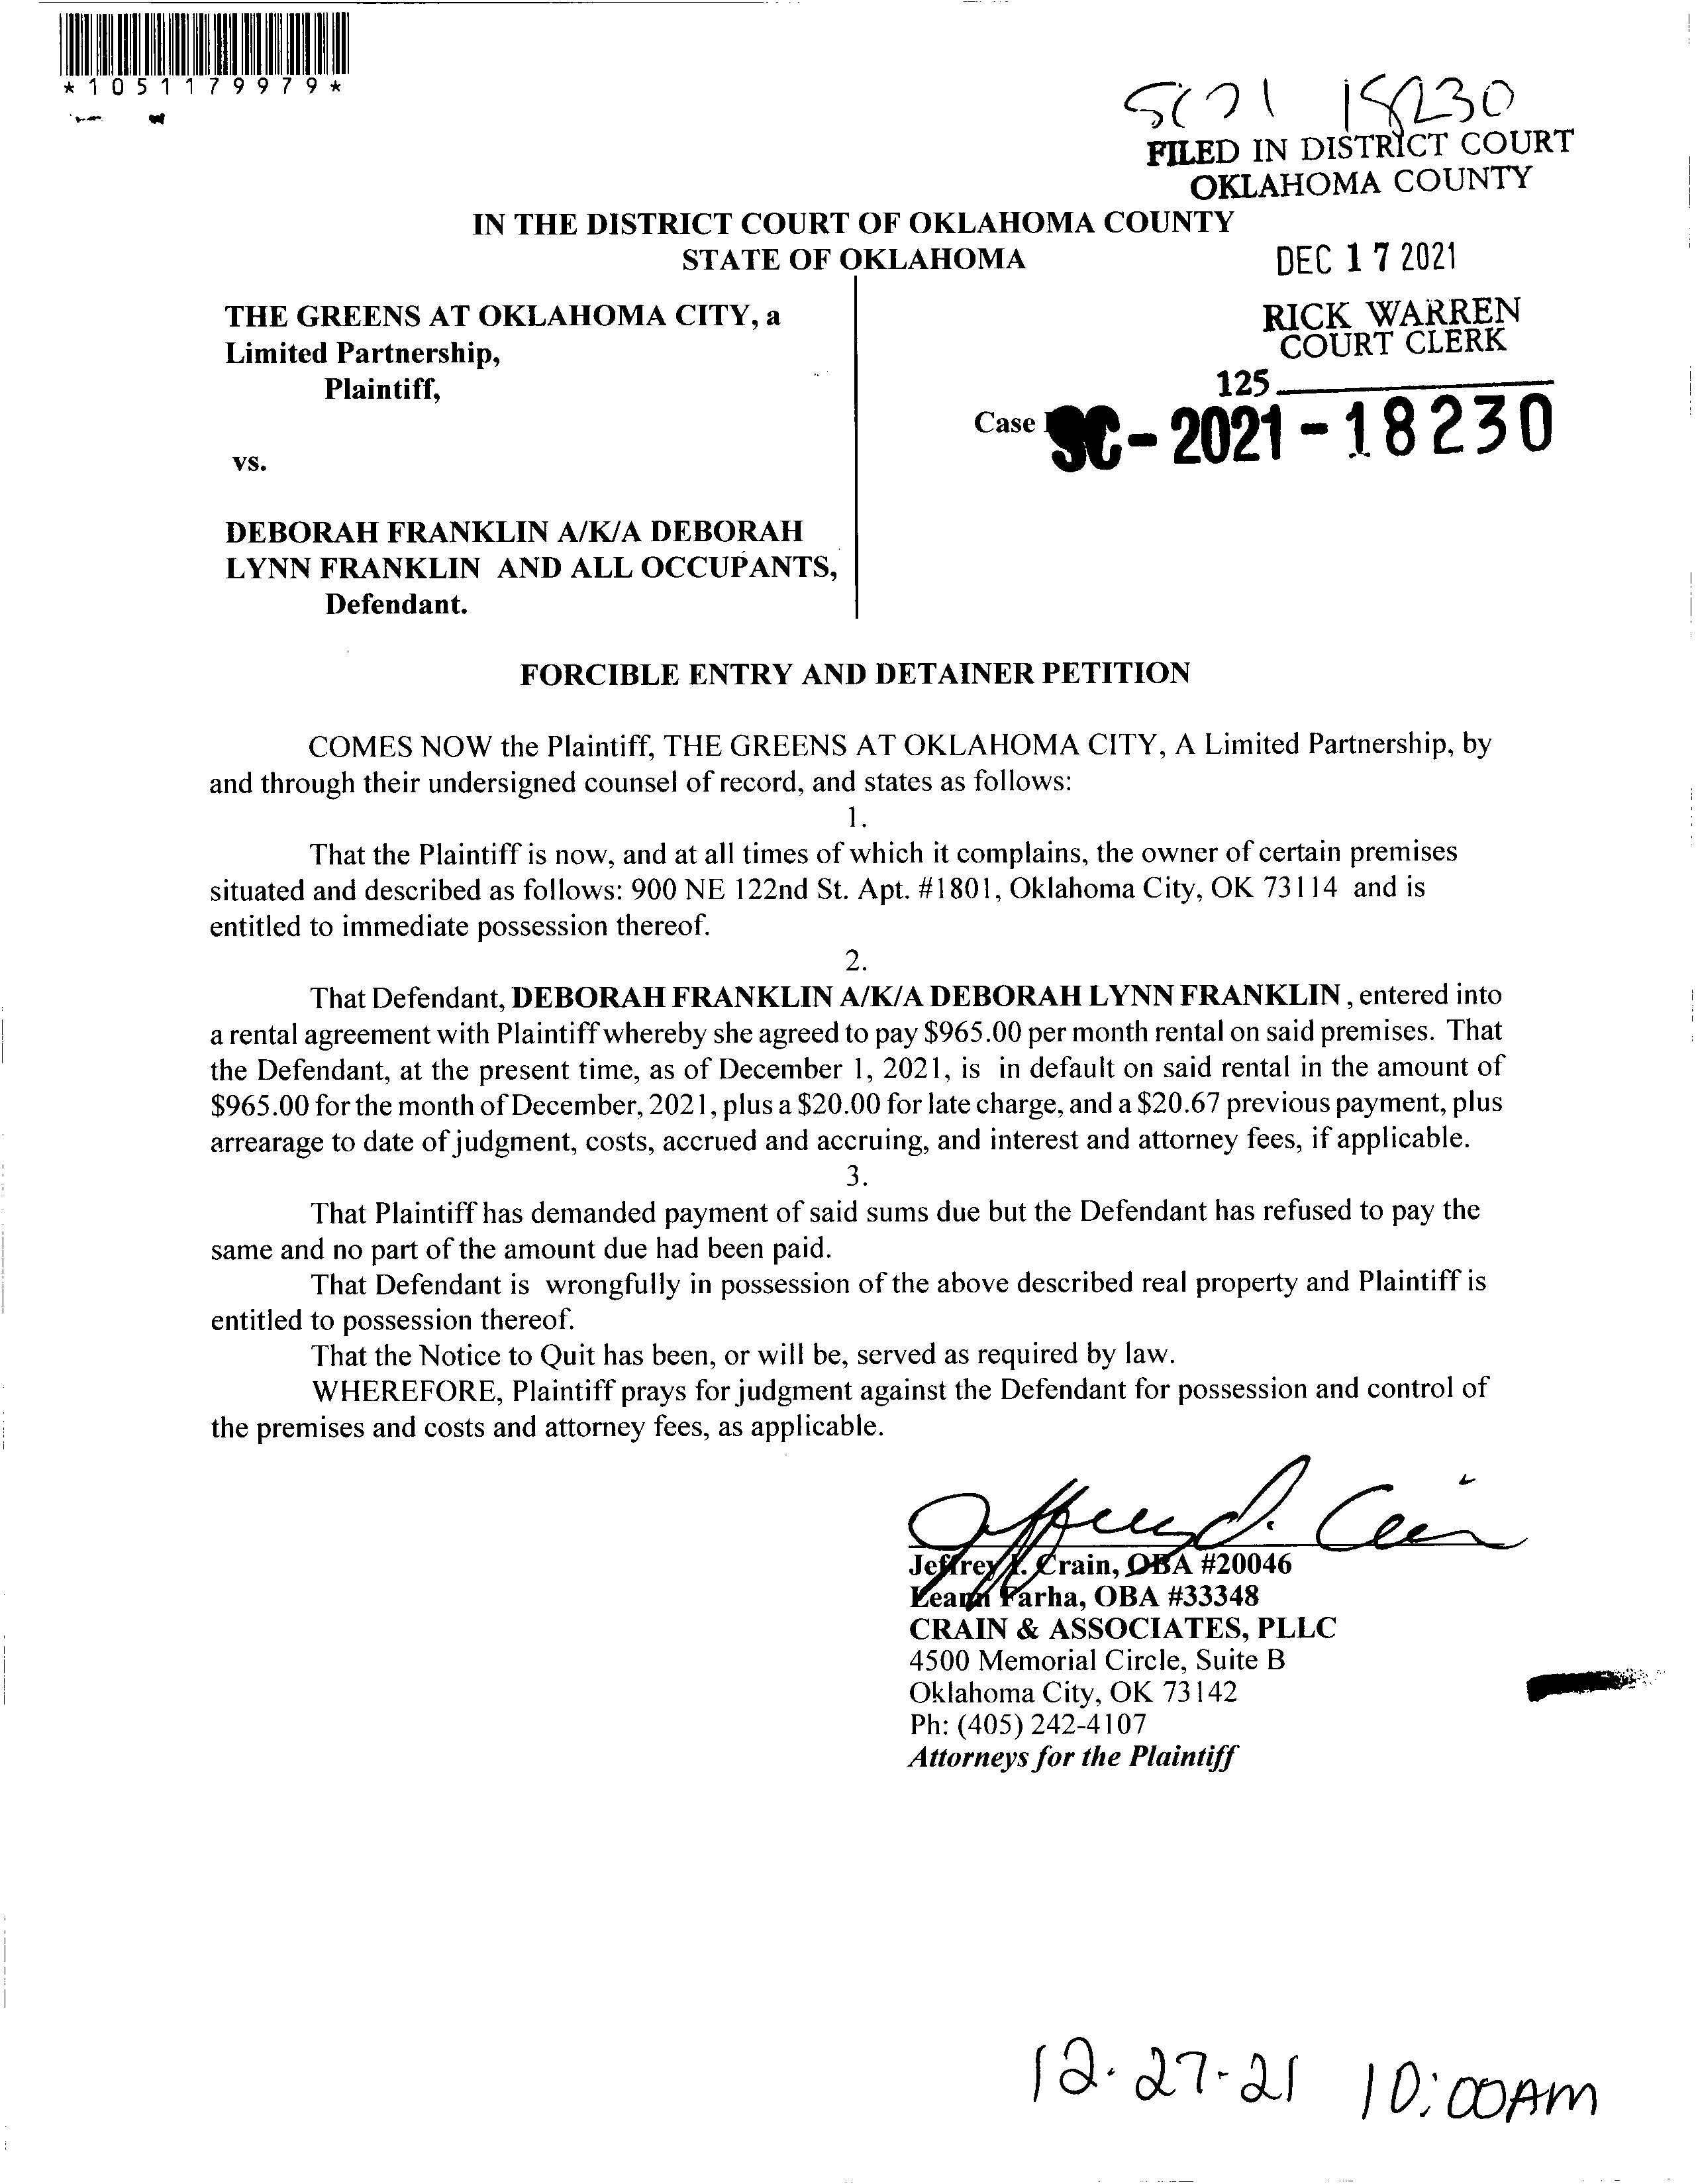 *1051179979*
SC21 18230
FILED IN DISTRICT COURT
OKLAHOMA COUNTY
IN THE DISTRICT COURT OF OKLAHOMA COUNTY
STATE OF OKLAHOMA
DEC 17 2021
RICK WARREN
COURT CLERK
125
THE GREENS AT OKLAHOMA CITY, a
Limited Partnership,
Plaintiff,
Case SC-2021-18230
vs.
DEBORAH FRANKLIN A/K/A DEBORAH
LYNN FRANKLIN AND ALL OCCUPANTS,
Defendant.
FORCIBLE ENTRY AND DETAINER PETITION
COMES NOW the Plaintiff, THE GREENS AT OKLAHOMA CITY, A Limited Partnership, by
and through their undersigned counsel of record, and states as follows:
1.
That the Plaintiff is now, and at all times of which it complains, the owner of certain premises
situated and described as follows: 900 NE 122nd St. Apt. #1801, Oklahoma City, OK 73114 and is
entitled to immediate possession thereof.
2.
That Defendant, DEBORAH FRANKLIN A/K/A DEBORAH LYNN FRANKLIN, entered into
a rental agreement with Plaintiff whereby she agreed to pay $965.00 per month rental on said premises. That
the Defendant, at the present time, as of December 1, 2021, is in default on said rental in the amount of
$965.00 for the month of December, 2021, plus a $20.00 for late charge, and a $20.67 previous payment, plus
arrearage to date of judgment, costs, accrued and accruing, and interest and attorney fees, if applicable.
3.
That Plaintiff has demanded payment of said sums due but the Defendant has refused to pay the
same and no part of the amount due had been paid.
That Defendant is wrongfully in possession of the above described real property and Plaintiff is
entitled to possession thereof.
That the Notice to Quit has been, or will be, served as required by law.
WHEREFORE, Plaintiff prays for judgment against the Defendant for possession and control of
the premises and costs and attorney fees, as applicable.
Jeffrey Crain, OBA #20046
Leann Farha, OBA #33348
CRAIN & ASSOCIATES, PLLC
4500 Memorial Circle, Suite B
Oklahoma City, OK 73142
Ph: (405) 242-4107
Attorneys for the Plaintiff
12-27-21 10:00AM